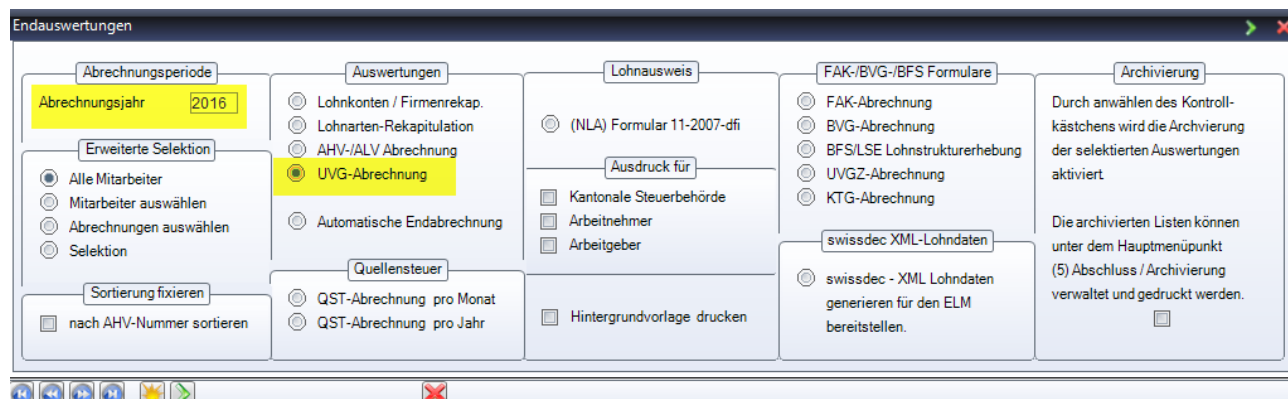 Endauswertungen
Abrechnungsperiode
Abrechnungsjahr 2016
Erweiterte Selektion
Alle Mitarbeiter
Mitarbeiter auswählen
Abrechnungen auswählen
Selektion
Sortierung fixieren
nach AHV-Nummer sortieren
Auswertungen
Lohnkonten / Firmenrekap.
Lohnarten-Rekapitulation
AHV-/ALV Abrechnung
UVG-Abrechnung
Automatische Endabrechnung
Quellensteuer
QST-Abrechnung pro Monat
QST-Abrechnung pro Jahr
Lohnausweis
(NLA) Formular 11-2007-dfi
Ausdruck für
Kantonale Steuerbehörde
Arbeitnehmer
Arbeitgeber
Hintergrundvorlage drucken
FAK-/BVG-/BFS Formulare
FAK-Abrechnung
BVG-Abrechnung
BFS/LSE Lohnstrukturerhebung
UVGZ-Abrechnung
KTG-Abrechnung
swissdec XML-Lohndaten
swissdec - XML Lohndaten
generieren für den ELM
bereitstellen.
Archivierung
Durch anwählen des Kontroll-
kästchens wird die Archvierung
der selektierten Auswertungen
aktiviert.
Die archivierten Listen können
unter dem Hauptmenüpunkt
(5) Abschluss / Archivierung
verwaltet und gedruckt werden.